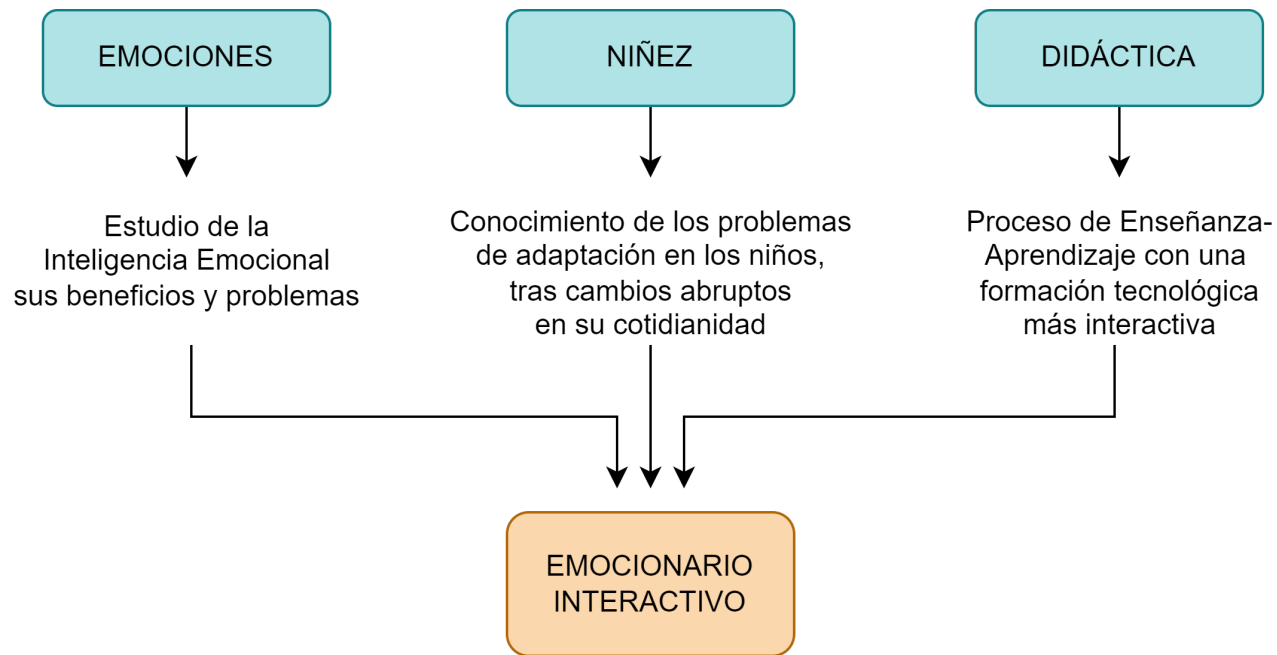 EMOCIONES
NIÑEZ
DIDÁCTICA
Estudio de la
Inteligencia Emocional
sus beneficios y problemas
Conocimiento de los problemas
de adaptación en los niños,
tras cambios abruptos
en su cotidianidad
Proceso de Enseñanza-
Aprendizaje con una
formación tecnológica
más interactiva
EMOCIONARIO
INTERACTIVO